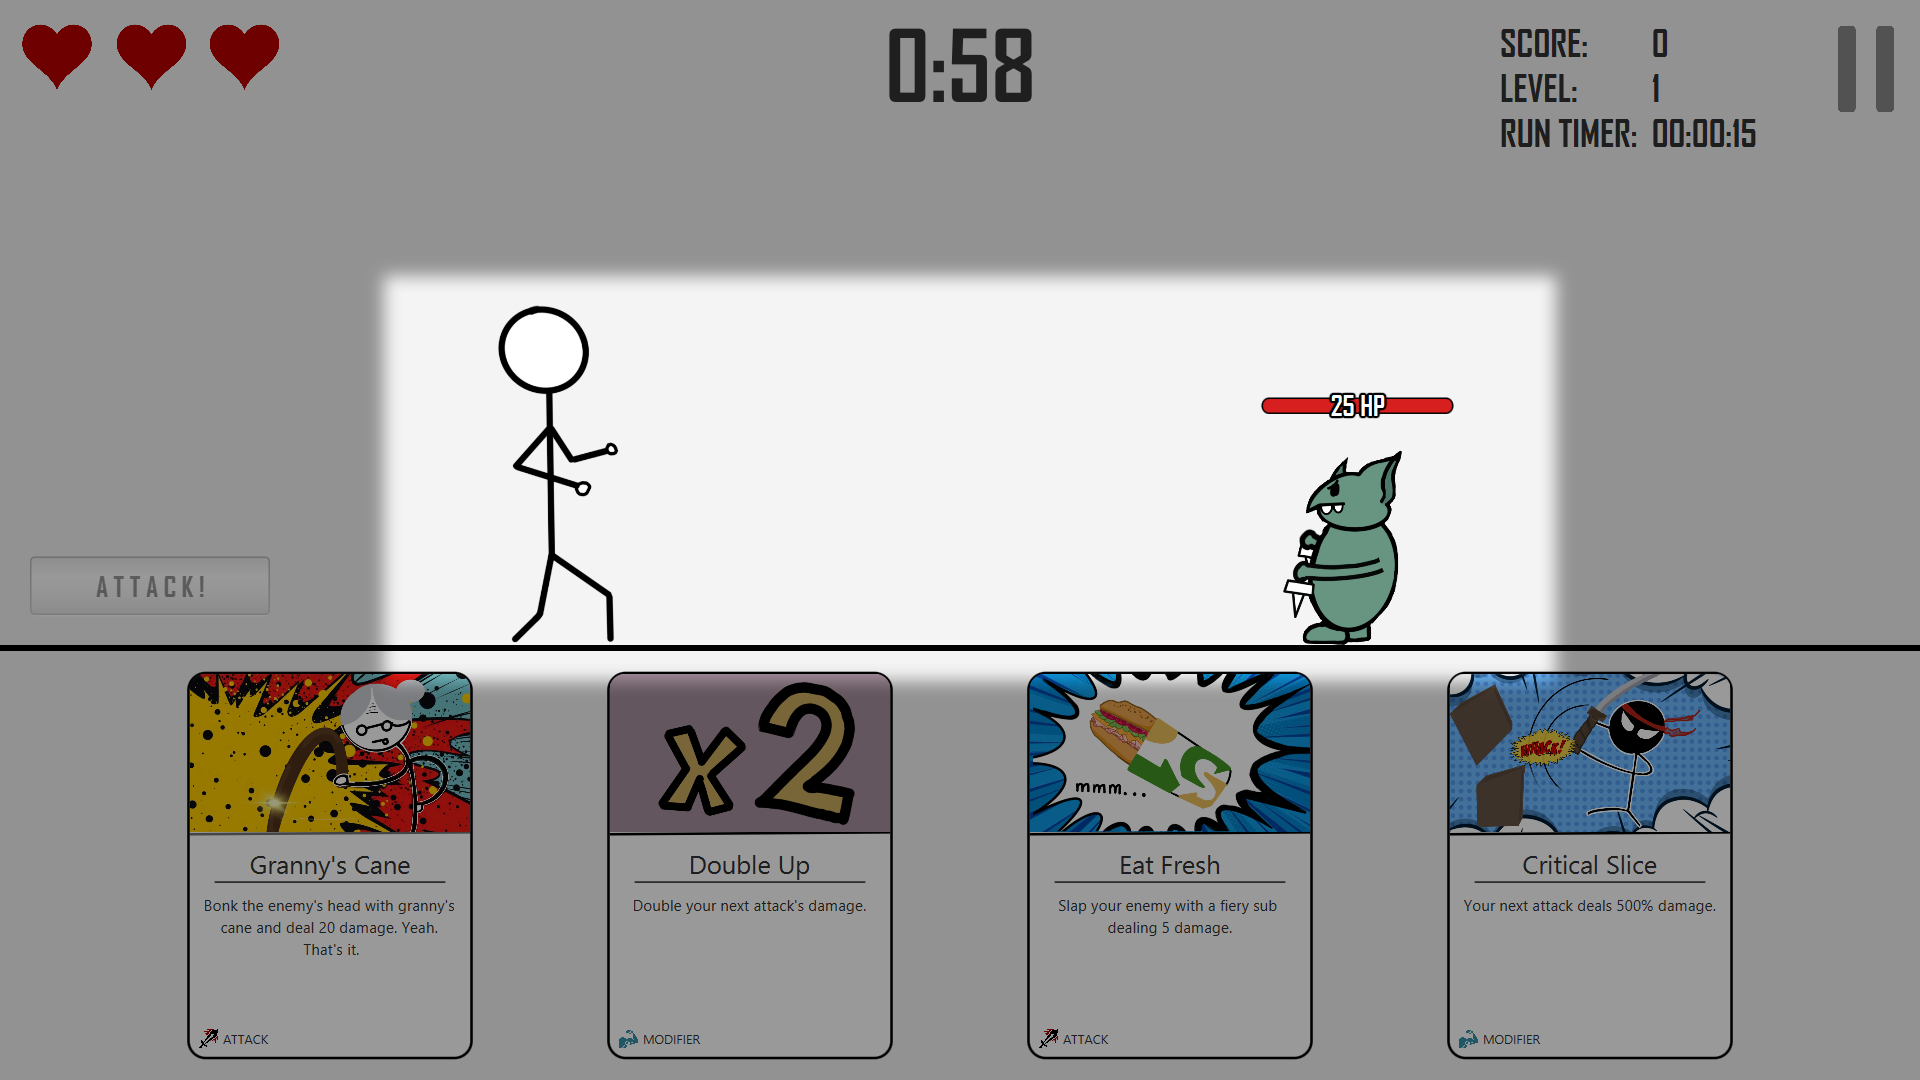 0:58
SCORE: 0
LEVEL: 1
RUN TIMER: 00:00:15
25 HP
ATTACK!
x2
mmm...
WHACK!
Granny's Cane
Bonk the enemy's head with granny's
cane and deal 20 damage. Yeah.
That's it.
ATTACK
Double Up
Double your next attack's damage.
MODIFIER
Eat Fresh
Slap your enemy with a fiery sub
dealing 5 damage.
ATTACK
Critical Slice
Your next attack deals 500% damage.
MODIFIER